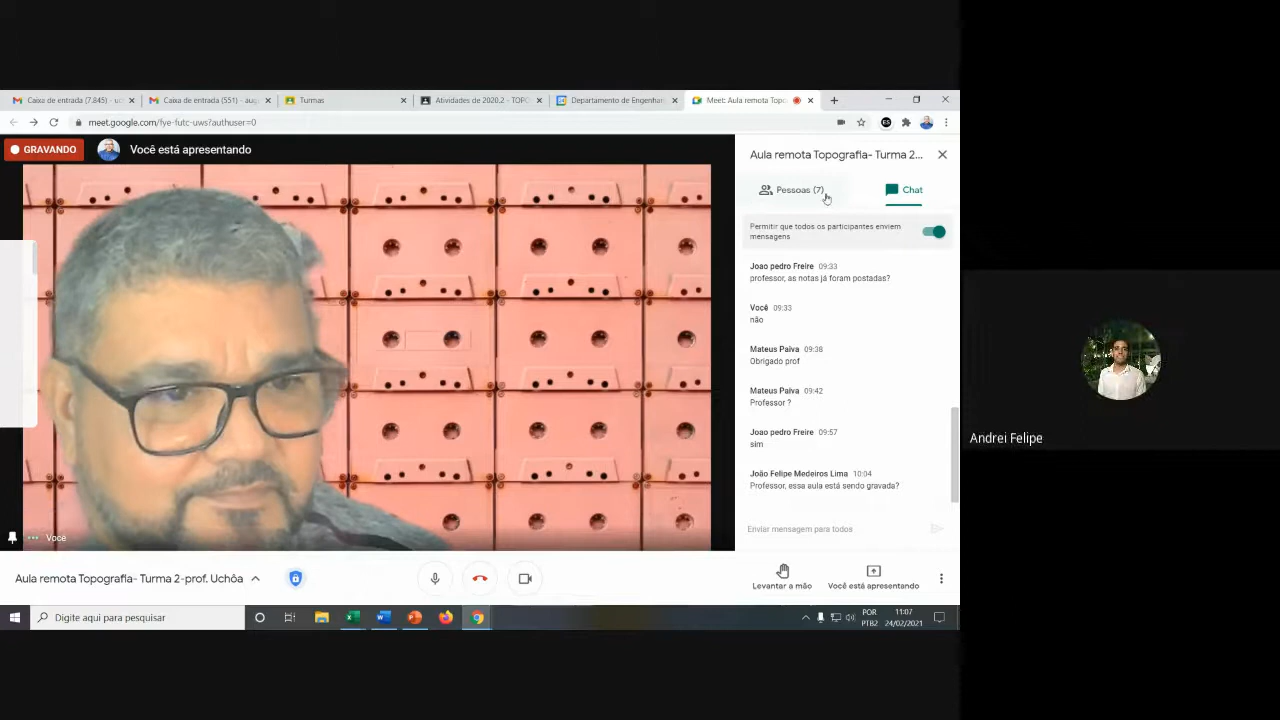 Caixa de entrada (7.845) - uc
Caixa de entrada (551) - aug
Turmas
Atividades de 2020.2 - TOPO
Departamento de Engenhari
Meet: Aula remota Topo
meet.google.com/fye-futc-uws?authuser=0
GRAVANDO
Você está apresentando
Aula remota Topografia- Turma 2...
Pessoas (7)
Chat
Permitir que todos os participantes enviem
mensagens
Joao pedro Freire 09:33
professor, as notas já foram postadas?
Você 09:33
não
Mateus Paiva 09:38
Obrigado prof
Mateus Paiva 09:42
Professor ?
Joao pedro Freire 09:57
sim
João Felipe Medeiros Lima 10:04
Professor, essa aula está sendo gravada?
Enviar mensagem para todos
Você
Andrei Felipe
Aula remota Topografia- Turma 2-prof. Uchôa
Levantar a mão
Você está apresentando
Digite aqui para pesquisar
POR
PTB2
11:07
24/02/2021